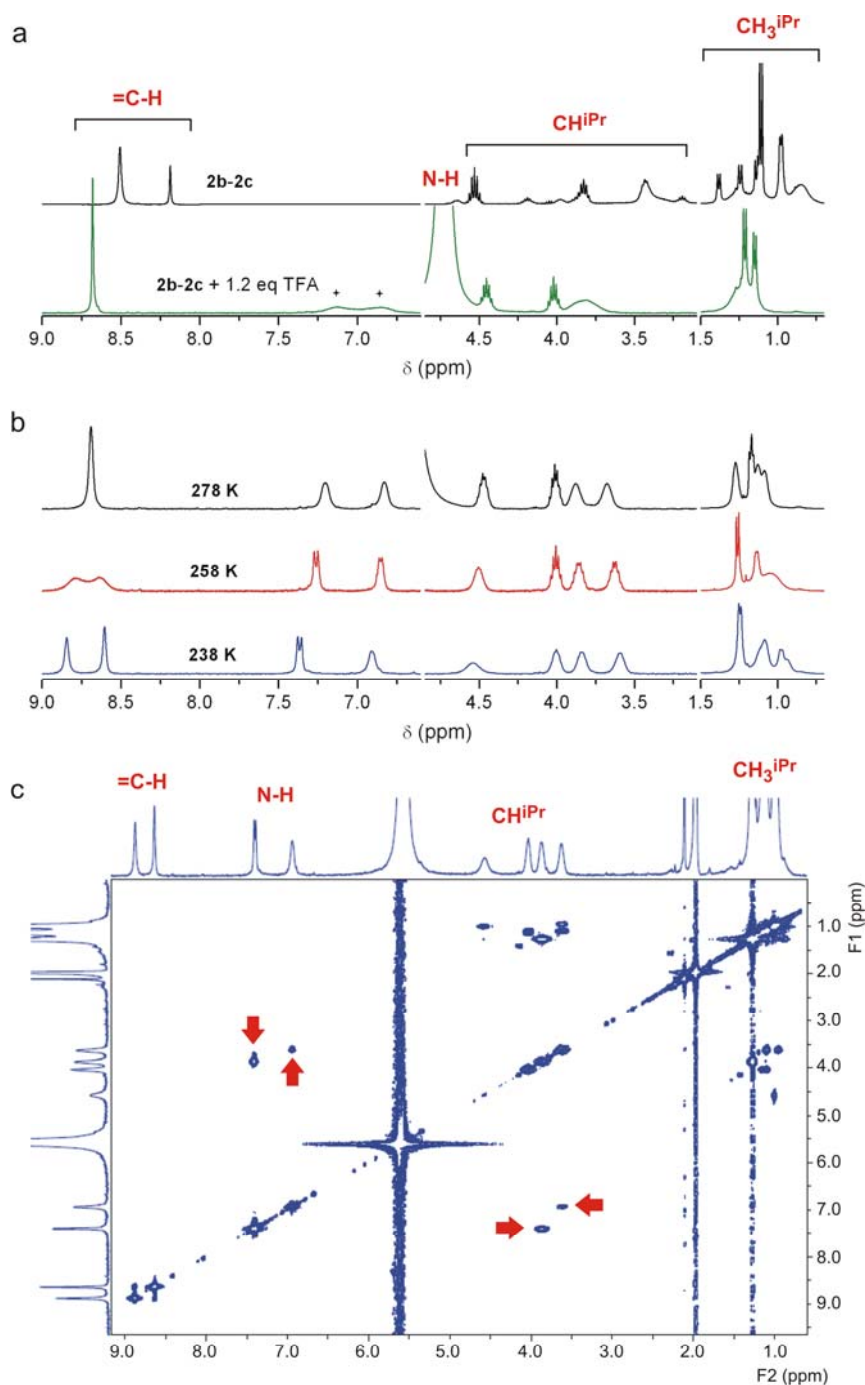 a
CH₃ⁱᴾʳ
=C-H
CHⁱᴾʳ
2b-2c
N-H
2b-2c + 1.2 eq TFA
+ +
9.0 8.5 8.0 7.5 7.0 4.5 4.0 3.5 1.5 1.0
δ (ppm)
b
278 K
258 K
238 K
9.0 8.5 8.0 7.5 7.0 4.5 4.0 3.5 1.5 1.0
δ (ppm)
c
=C-H
N-H
CHⁱᴾʳ
CH₃ⁱᴾʳ
1.0
2.0
3.0
4.0
5.0
6.0
7.0
8.0
9.0
F1 (ppm)
9.0 8.0 7.0 6.0 5.0 4.0 3.0 2.0 1.0
F2 (ppm)